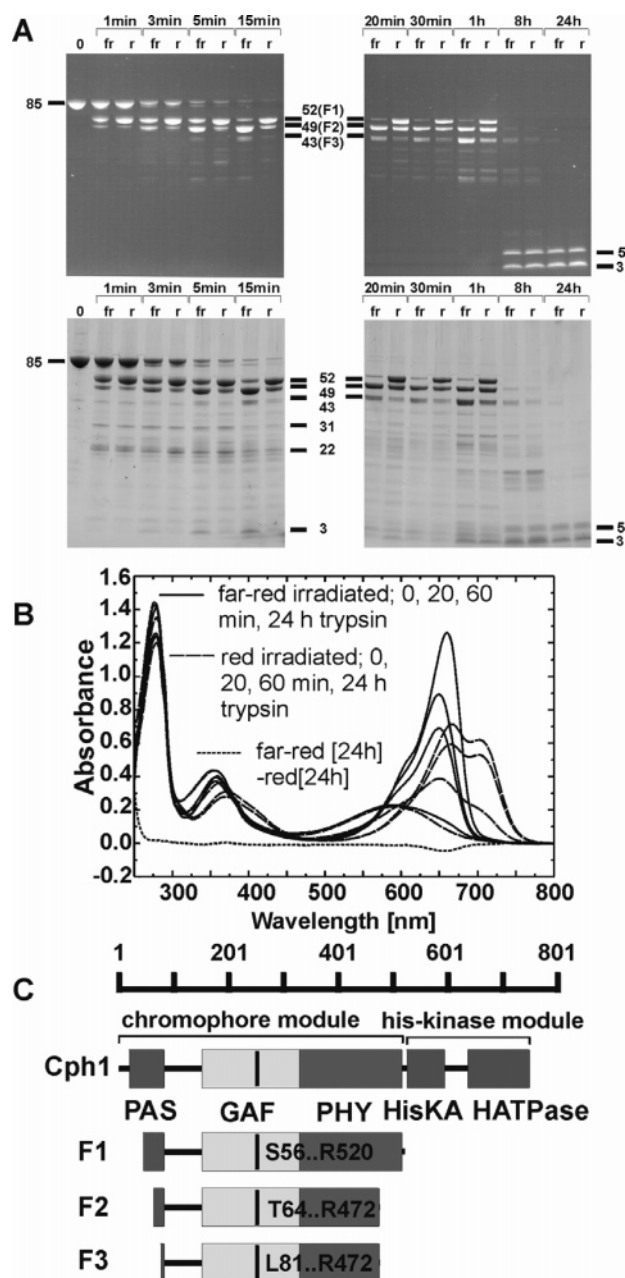 A
1min 3min 5min 15min
0 fr r fr r fr r fr r
85
52(F1)
49(F2)
43(F3)
20min 30min 1h 8h 24h
fr r fr r fr r fr r fr r
5
3
1min 3min 5min 15min
0 fr r fr r fr r fr r
85
52
49
43
31
22
3
20min 30min 1h 8h 24h
fr r fr r fr r fr r fr r
5
3
B
1.6
1.4
1.2
1.0
0.8
0.6
0.4
0.2
0.0
-0.2
Absorbance
far-red irradiated; 0, 20, 60
min, 24 h trypsin
red irradiated; 0,
20, 60 min, 24 h
trypsin
far-red [24h]
-red[24h]
300 400 500 600 700 800
Wavelength [nm]
1 201 401 601 801
C
chromophore module his-kinase module
Cph1
PAS GAF PHY HisKA HATPase
F1 S56..R520
F2 T64..R472
F3 L81..R472